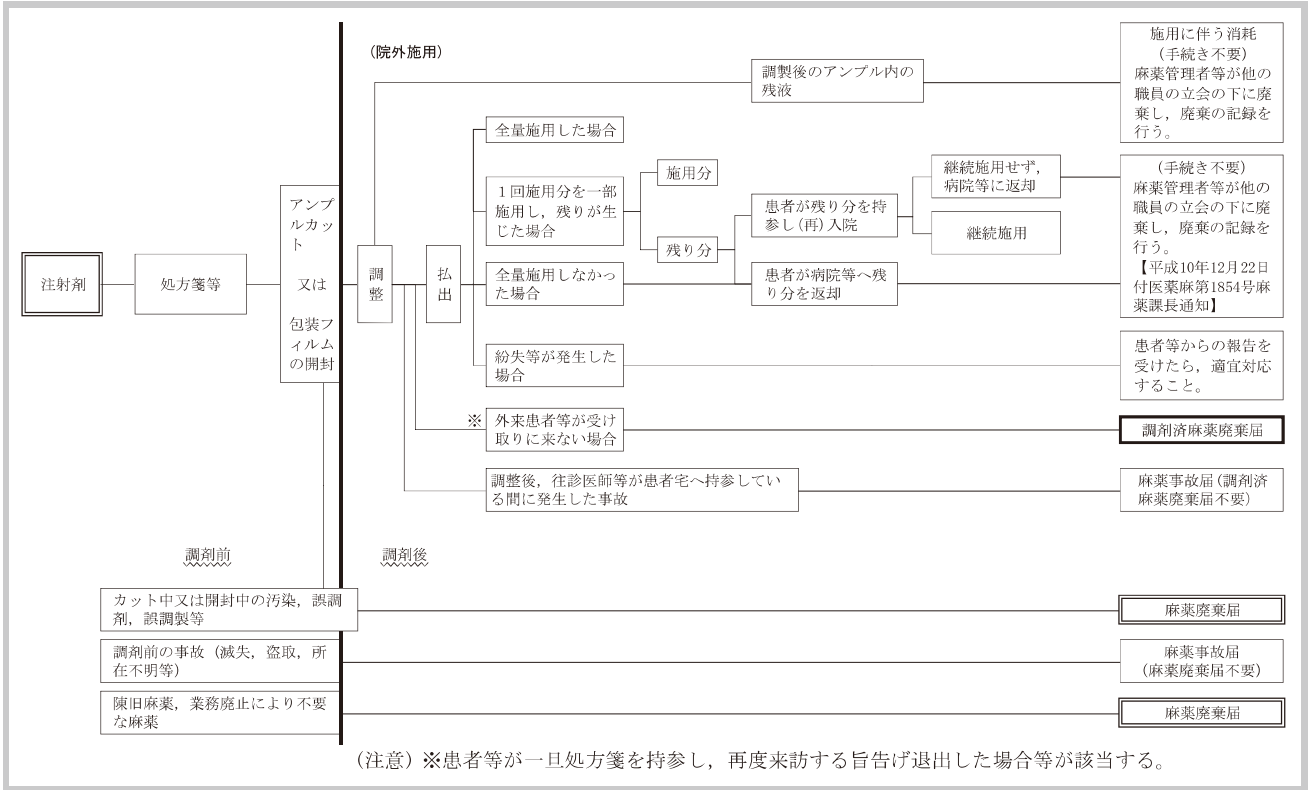 (院外施用)
注射剤
処方箋等
アンプ
ルカッ
ト
又は
包装フ
ィルム
の開封
調
整
払
出
調製後のアンプル内の
残液
施用に伴う消耗
(手続き不要)
麻薬管理者等が他の
職員の立会の下に廃
棄し，廃棄の記録を
行う。
全量施用した場合
１回施用分を一部
施用し，残りが生
じた場合
施用分
残り分
患者が残り分を持
参し(再)入院
継続施用せず，
病院等に返却
継続施用
(手続き不要)
麻薬管理者等が他の
職員の立会の下に廃
棄し，廃棄の記録を
行う。
【平成10年12月22日
付医薬麻第1854号麻
薬課長通知】
全量施用しなかっ
た場合
患者が病院等へ残
り分を返却
紛失等が発生した
場合
患者等からの報告を
受けたら，適宜対応
すること。
※
外来患者等が受け
取りに来ない場合
調剤済麻薬廃棄届
調整後，往診医師等が患者宅へ持参してい
る間に発生した事故
麻薬事故届(調剤済
麻薬廃棄届不要)
調剤前
調剤後
カット中又は開封中の汚染，誤調
剤，誤調製等
麻薬廃棄届
調剤前の事故（滅失，盗取，所
在不明等）
麻薬事故届
(麻薬廃棄届不要)
陳旧麻薬，業務廃止により不要
な麻薬
麻薬廃棄届
(注意)※患者等が一旦処方箋を持参し，再度来訪する旨告げ退出した場合等が該当する。